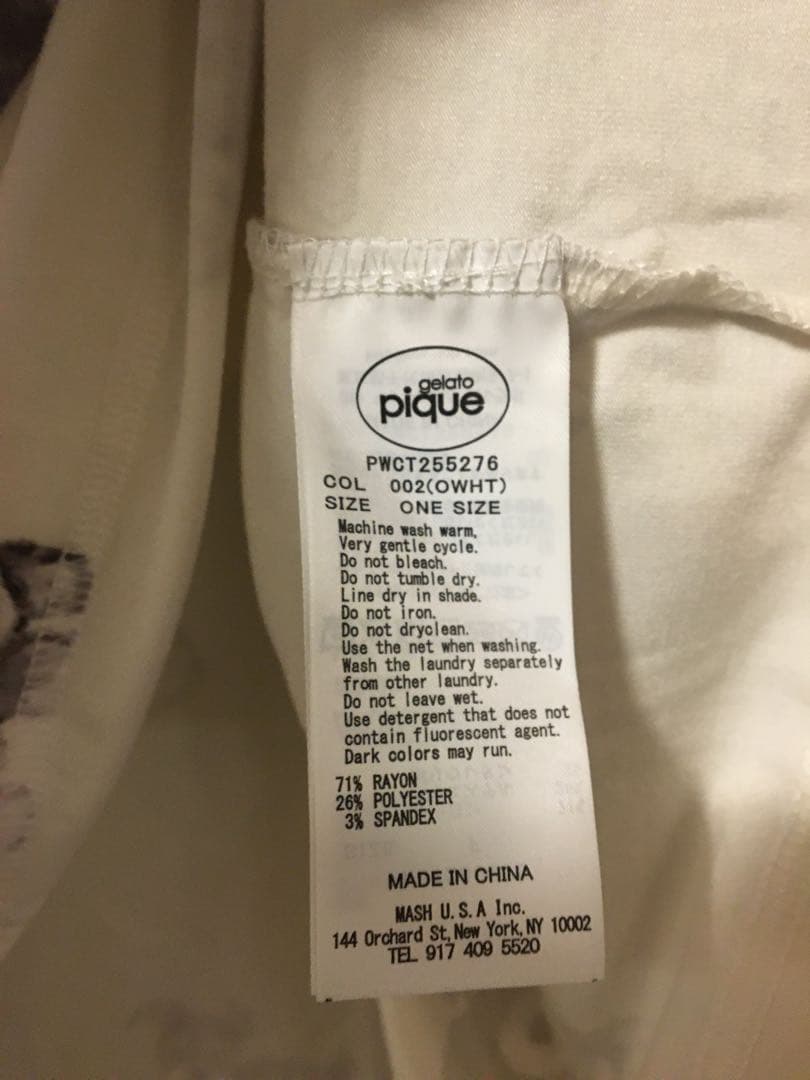 gelato
pique
PWCT255276
COL 002(OWHT)
SIZE ONE SIZE
Machine wash warm,
Very gentle cycle.
Do not bleach.
Do not tumble dry.
Line dry in shade.
Do not iron.
Do not dryclean.
Use the net when washing.
Wash the laundry separately
from other laundry.
Do not leave wet.
Use detergent that does not
contain fluorescent agent.
Dark colors may run.
71% RAYON
26% POLYESTER
3% SPANDEX
MADE IN CHINA
MASH U.S.A Inc.
144 Orchard St, New York, NY 10002
TEL 917 409 5520